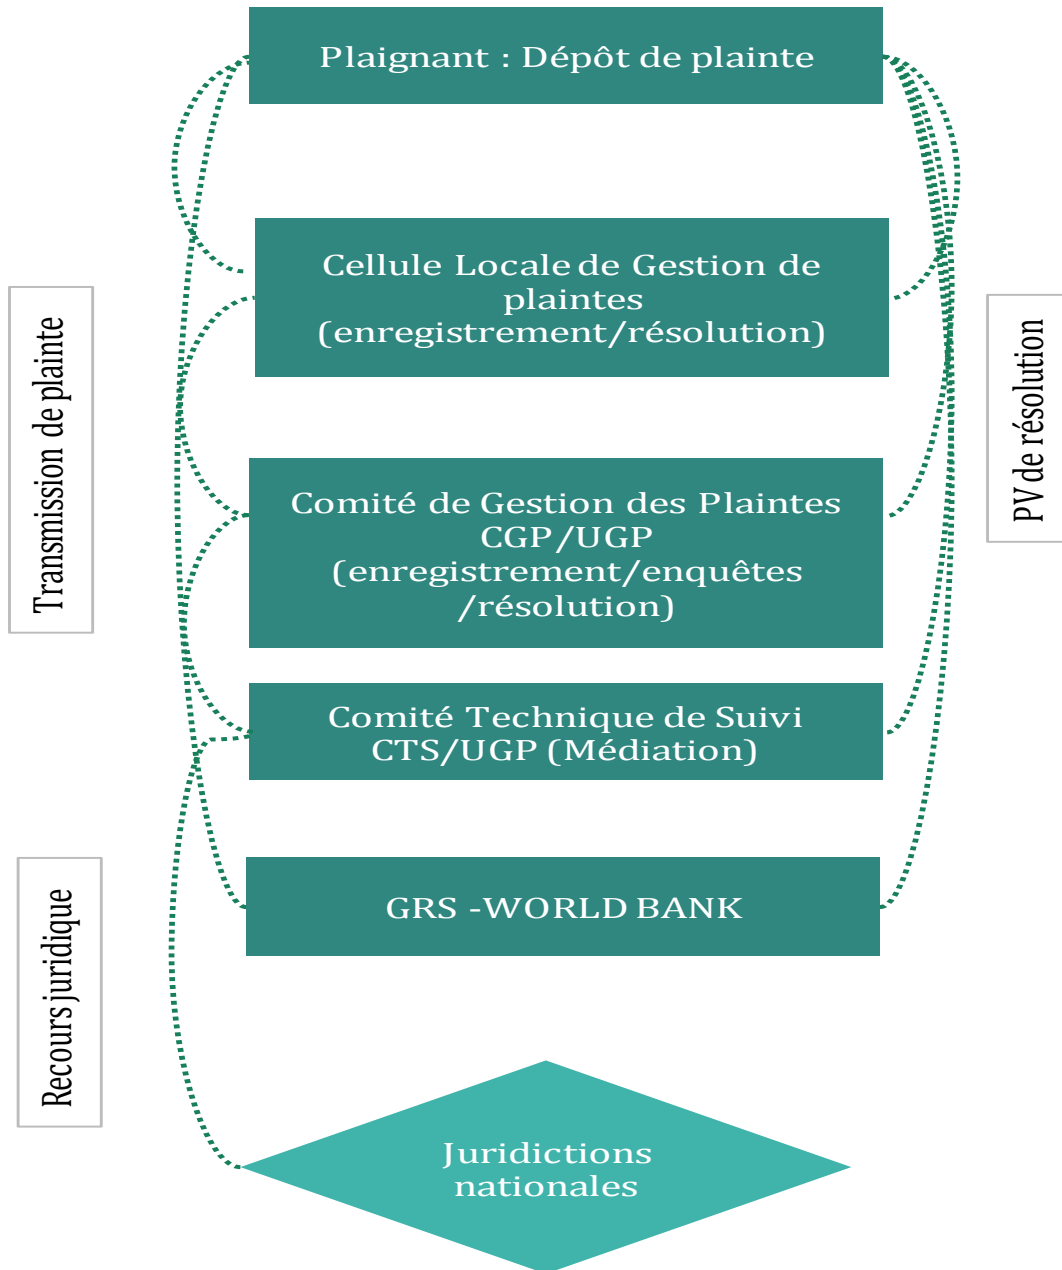 Plaignant : Dépôt de plainte
Cellule Locale de Gestion de
plaintes
(enregistrement/résolution)
Transmission de plainte
PV de résolution
Comité de Gestion des Plaintes
CGP/UGP
(enregistrement/enquêtes
/résolution)
Comité Technique de Suivi
CTS/UGP (Médiation)
Recours juridique
GRS -WORLD BANK
Juridictions
nationales